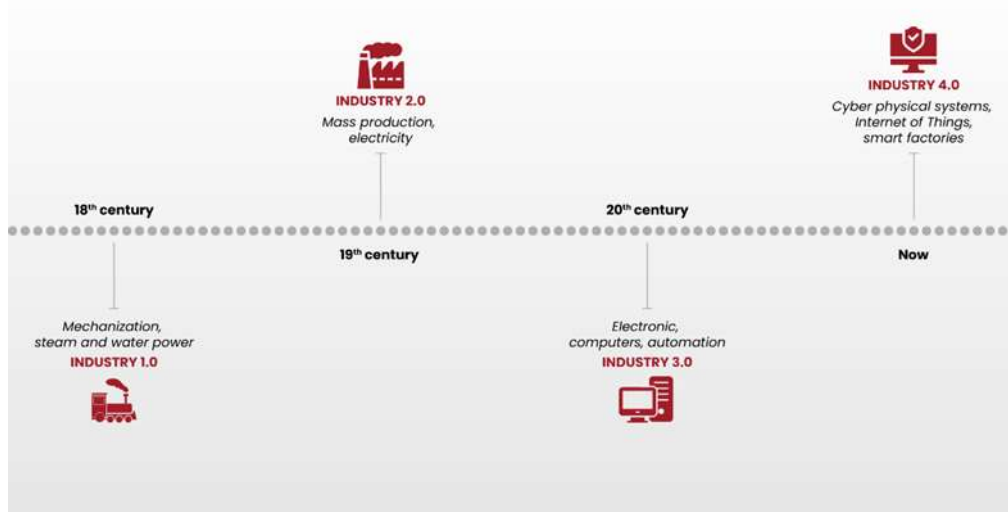 INDUSTRY 2.0
Mass production,
electricity
INDUSTRY 4.0
Cyber physical systems,
Internet of Things,
smart factories
18th century
20th century
19th century
Now
Mechanization,
steam and water power
INDUSTRY 1.0
Electronic,
computers, automation
INDUSTRY 3.0